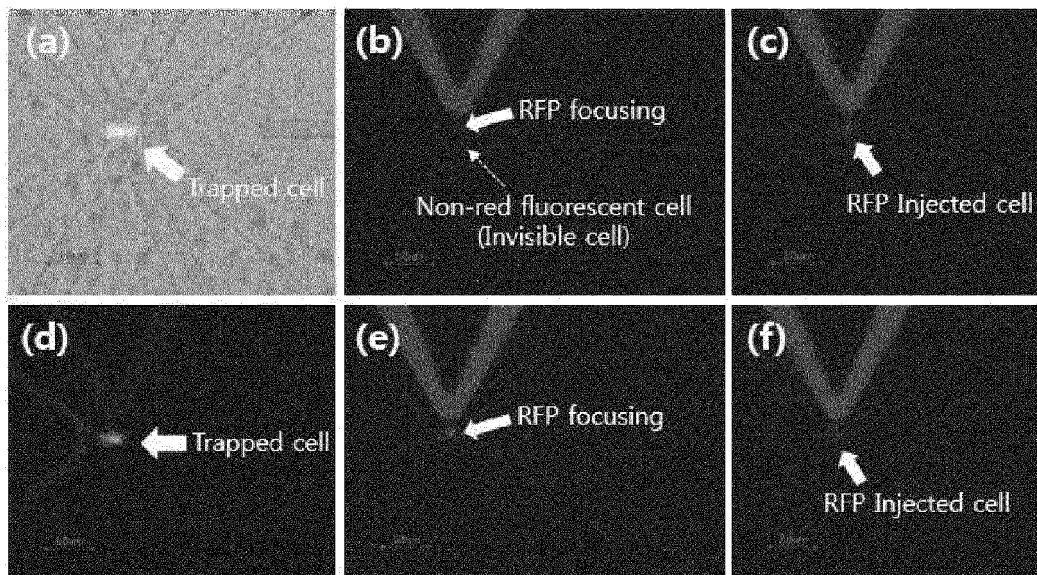 (a)
Trapped cell
(b)
RFP focusing
Non-red fluorescent cell
(Invisible cell)
(c)
RFP Injected cell
(d)
Trapped cell
(e)
RFP focusing
(f)
RFP Injected cell